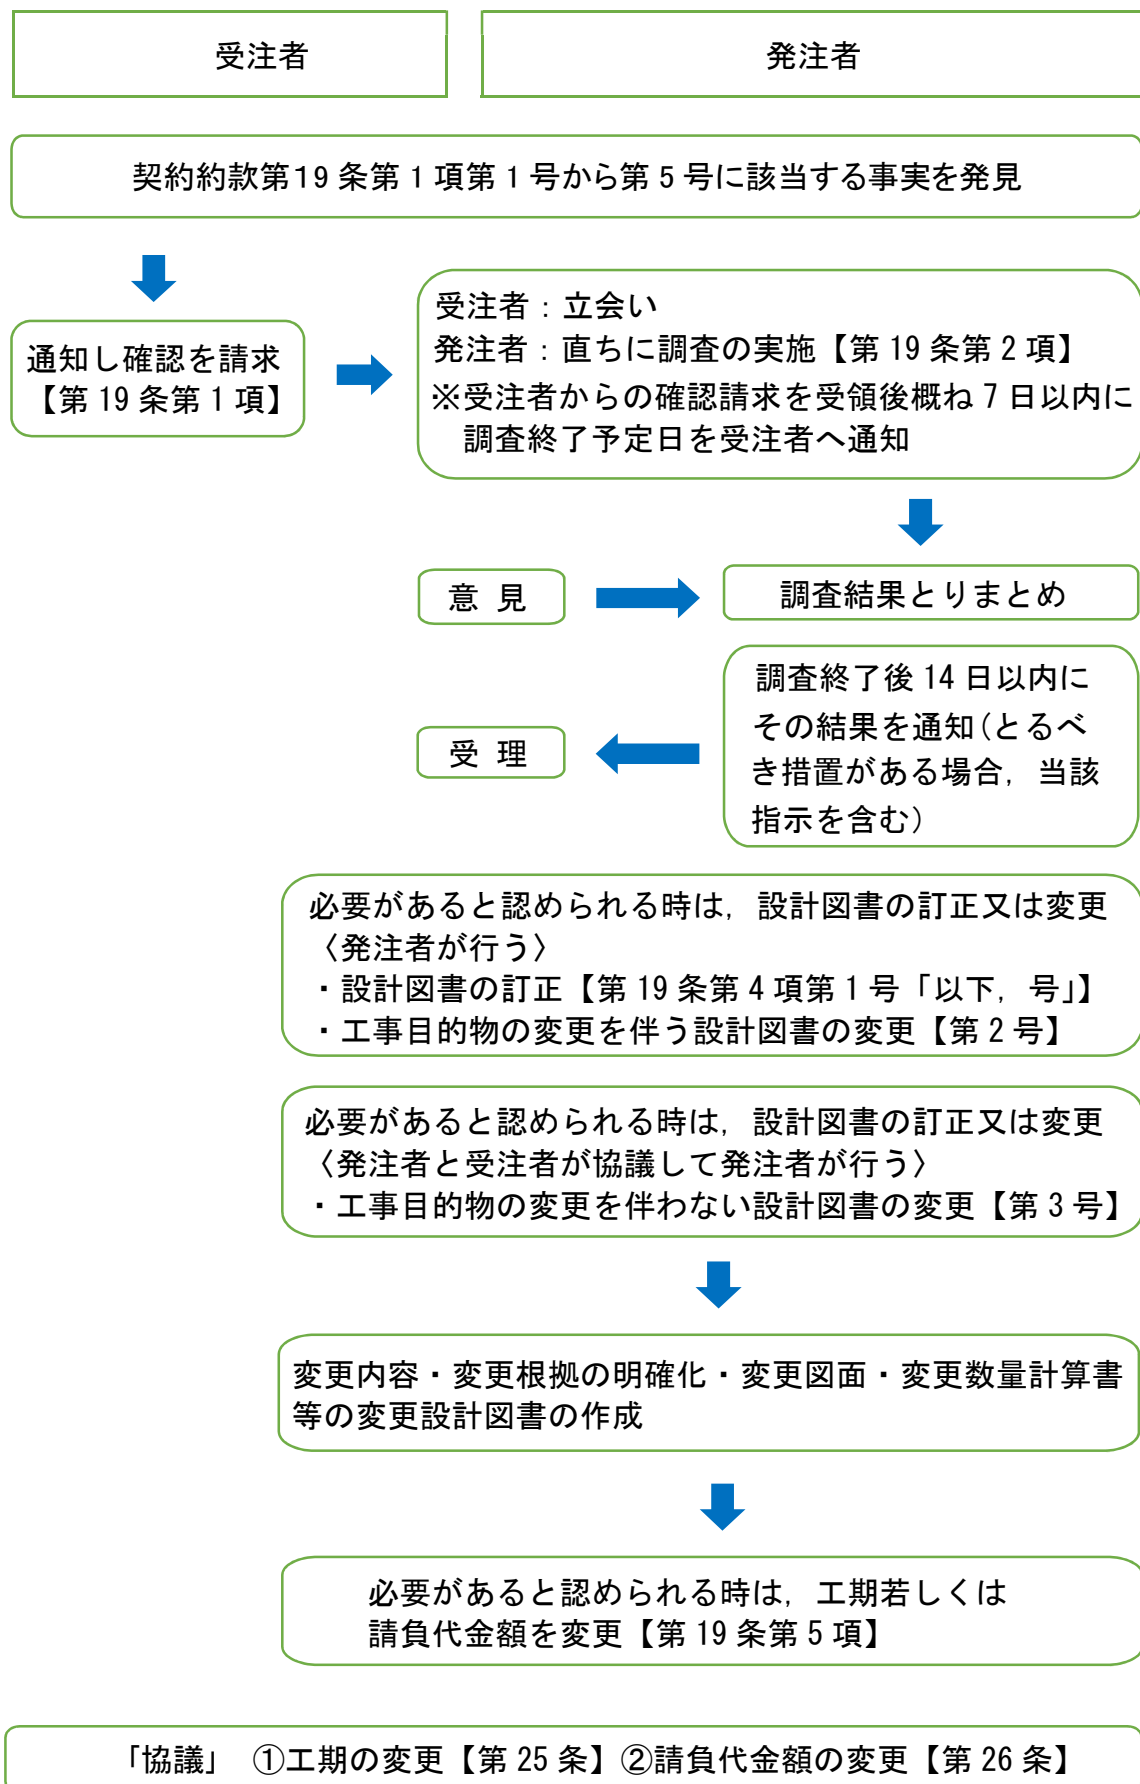 受注者
発注者
契約約款第19条第1項第1号から第5号に該当する事実を発見
通知し確認を請求
【第19条第1項】
受注者：立会い
発注者：直ちに調査の実施【第19条第2項】
※受注者からの確認請求を受領後概ね7日以内に
調査終了予定日を受注者へ通知
意 見
調査結果とりまとめ
調査終了後14日以内に
その結果を通知(とるべ
き措置がある場合，当該
指示を含む)
受 理
必要があると認められる時は，設計図書の訂正又は変更
〈発注者が行う〉
・設計図書の訂正【第19条第4項第1号「以下，号」】
・工事目的物の変更を伴う設計図書の変更【第2号】
必要があると認められる時は，設計図書の訂正又は変更
〈発注者と受注者が協議して発注者が行う〉
・工事目的物の変更を伴わない設計図書の変更【第3号】
変更内容・変更根拠の明確化・変更図面・変更数量計算書
等の変更設計図書の作成
必要があると認められる時は，工期若しくは
請負代金額を変更【第19条第5項】
「協議」 ①工期の変更【第25条】②請負代金額の変更【第26条】